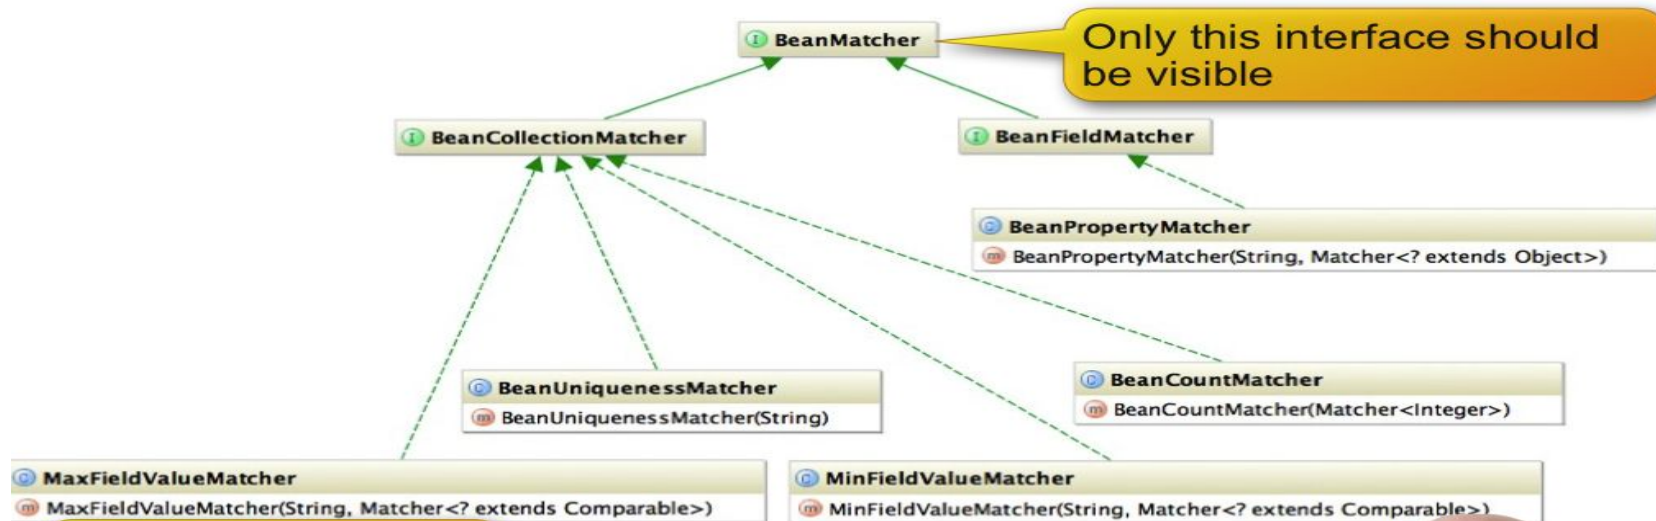 BeanMatcher
Only this interface should
be visible
BeanCollectionMatcher
BeanFieldMatcher
BeanPropertyMatcher
BeanPropertyMatcher(String, Matcher<? extends Object>)
BeanUniquenessMatcher
BeanUniquenessMatcher(String)
BeanCountMatcher
BeanCountMatcher(Matcher<Integer>)
MaxFieldValueMatcher
MaxFieldValueMatcher(String, Matcher<? extends Comparable>)
MinFieldValueMatcher
MinFieldValueMatcher(String, Matcher<? extends Comparable>)